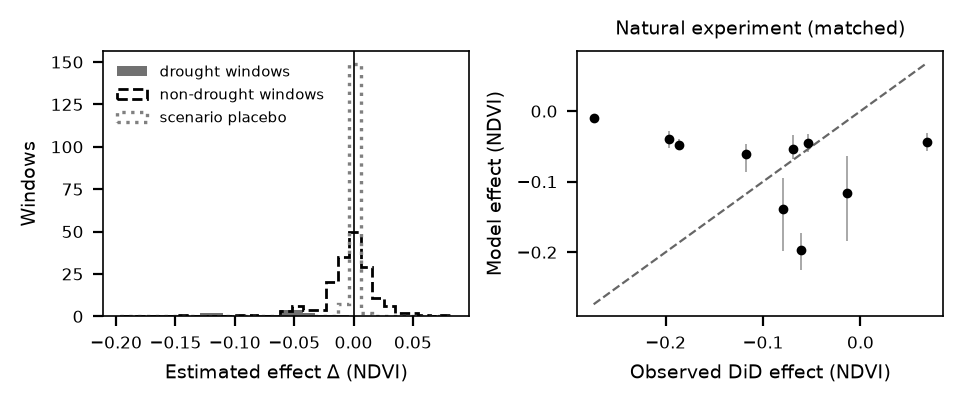 Natural experiment (matched)
150
125
100
75
50
25
0
Windows
drought windows
non-drought windows
scenario placebo
−0.20 −0.15 −0.10 −0.05 0.00 0.05
Estimated effect Δ (NDVI)
0.0
−0.1
−0.2
Model effect (NDVI)
−0.2 −0.1 0.0
Observed DiD effect (NDVI)